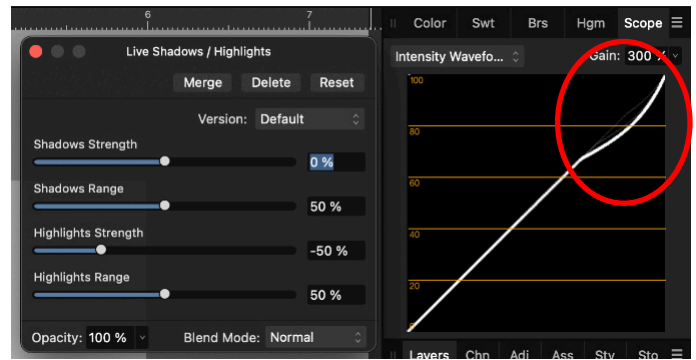 6 7
Live Shadows / Highlights
Merge Delete Reset
Version: Default
Shadows Strength
0 %
Shadows Range
50 %
Highlights Strength
-50 %
Highlights Range
50 %
Opacity: 100 % Blend Mode: Normal
Color Swt Brs Hgm Scope
Intensity Wavefo... Gain: 300 %
100
80
60
40
20
0
Layers Chn Adj Ass Sty Sto